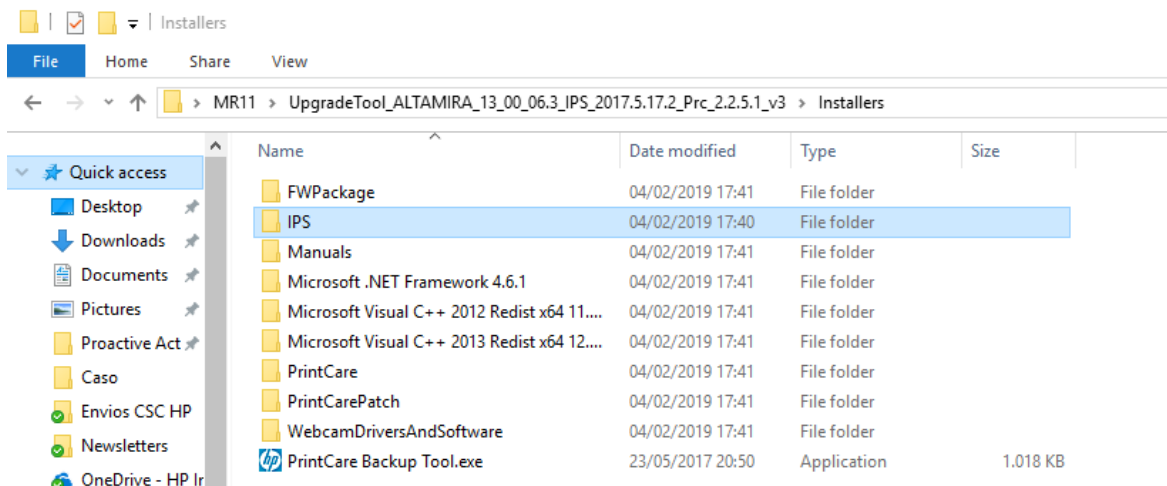 Installers
File Home Share View
MR11 > UpgradeTool_ALTAMIRA_13_00_06.3_IPS_2017.5.17.2_Prc_2.2.5.1_v3 > Installers
Name Date modified Type Size
Quick access
Desktop
Downloads
Documents
Pictures
Proactive Act
Caso
Envios CSC HP
Newsletters
OneDrive - HP Ir
FWPackage 04/02/2019 17:41 File folder
IPS 04/02/2019 17:40 File folder
Manuals 04/02/2019 17:41 File folder
Microsoft .NET Framework 4.6.1 04/02/2019 17:41 File folder
Microsoft Visual C++ 2012 Redist x64 11.... 04/02/2019 17:41 File folder
Microsoft Visual C++ 2013 Redist x64 12.... 04/02/2019 17:41 File folder
PrintCare 04/02/2019 17:41 File folder
PrintCarePatch 04/02/2019 17:41 File folder
WebcamDriversAndSoftware 04/02/2019 17:41 File folder
hp PrintCare Backup Tool.exe 23/05/2017 20:50 Application 1.018 KB